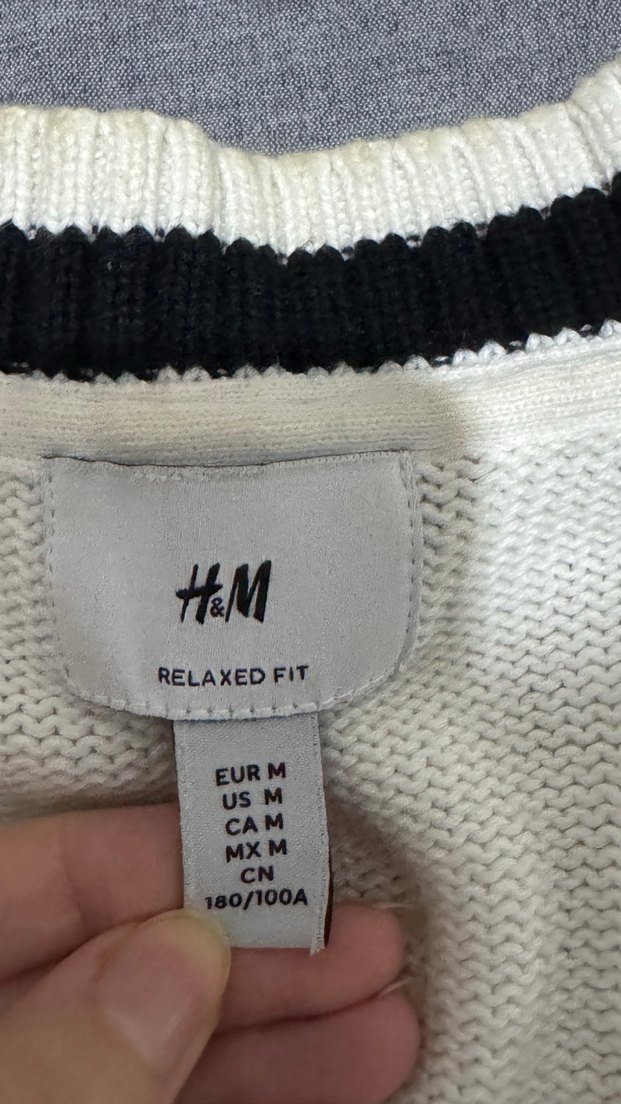 H&M
RELAXED FIT
EUR M
US M
CA M
MX M
CN
180/100A